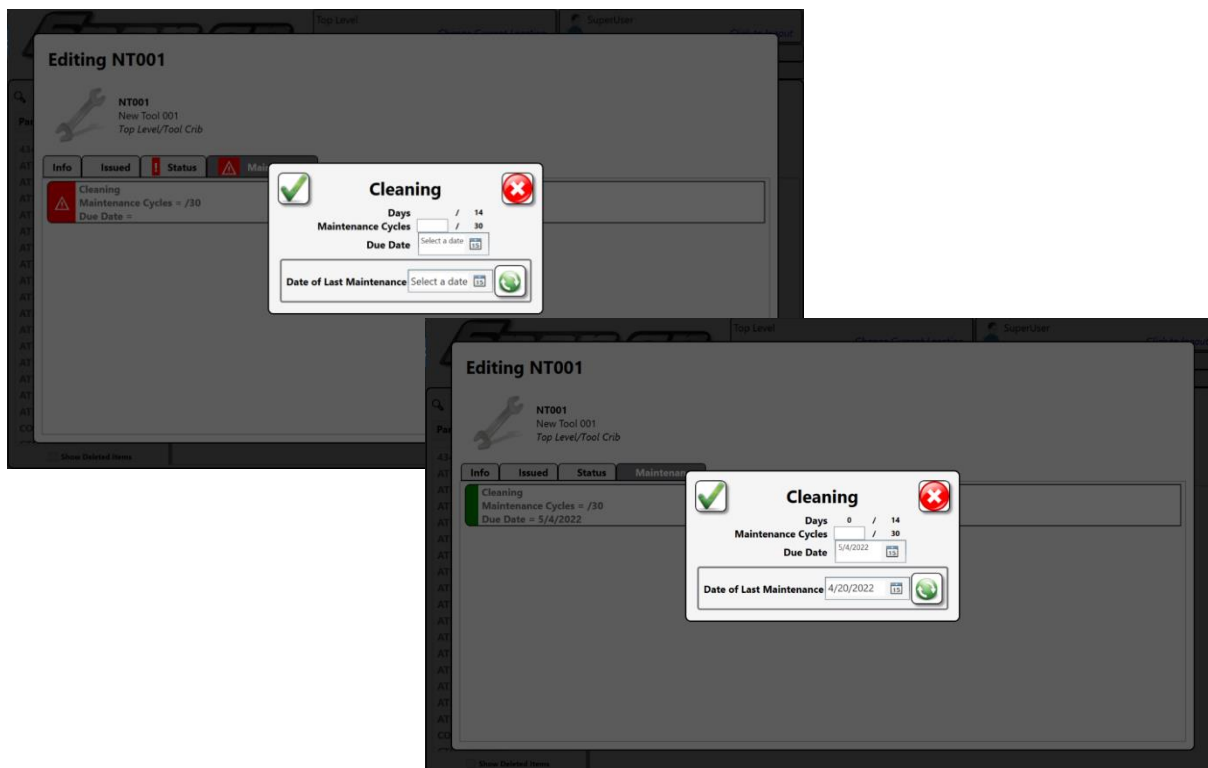 Top Level
SuperUser
Editing NT001
NT001
New Tool 001
Top Level/Tool Crib
Info
Issued
! Status
Cleaning
Maintenance Cycles = /30
Due Date =
Cleaning
Days / 14
Maintenance Cycles / 30
Due Date Select a date 15
Date of Last Maintenance Select a date 15
Show Deleted Items
Top Level
SuperUser
Editing NT001
NT001
New Tool 001
Top Level/Tool Crib
Info
Issued
Status
Cleaning
Maintenance Cycles = /30
Due Date = 5/4/2022
Cleaning
Days 0 / 14
Maintenance Cycles / 30
Due Date 5/4/2022 15
Date of Last Maintenance 4/20/2022 15
Show Deleted Items